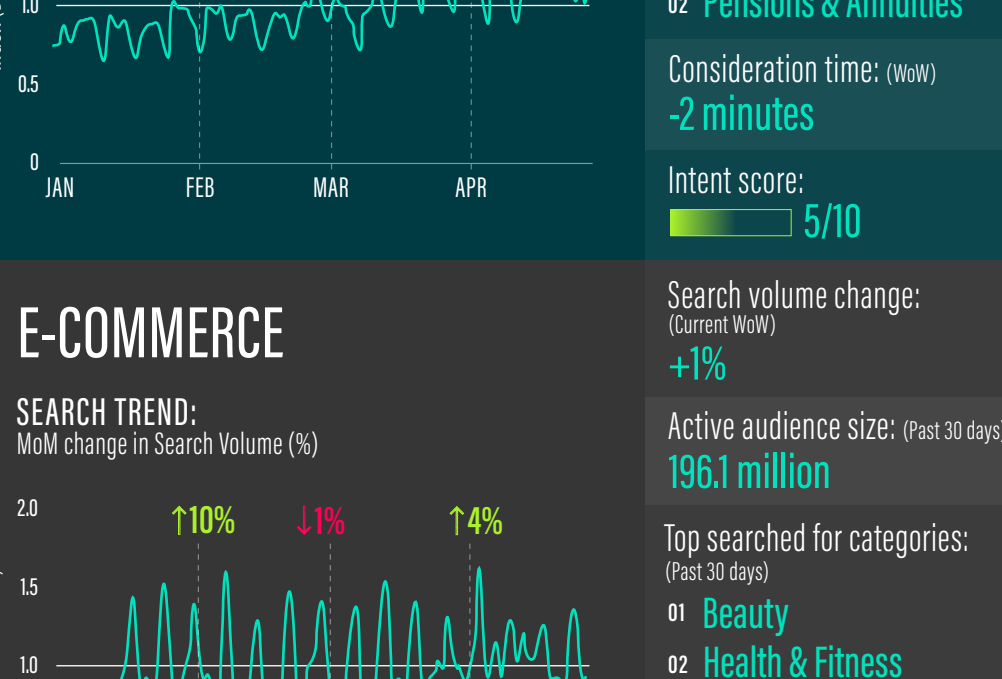 1.0
0.5
0
JAN FEB MAR APR
02 Pensions & Annuities
Consideration time: (WoW)
-2 minutes
Intent score:
5/10
E-COMMERCE
SEARCH TREND:
MoM change in Search Volume (%)
2.0
↑10% ↓1% ↑4%
1.5
1.0
Search volume change:
(Current WoW)
+1%
Active audience size: (Past 30 days)
196.1 million
Top searched for categories:
(Past 30 days)
01 Beauty
02 Health & Fitness